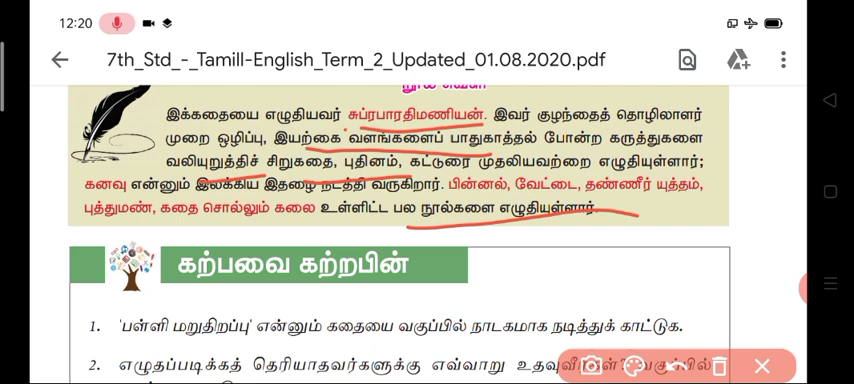 12:20
7th_Std_-_Tamill-English_Term_2_Updated_01.08.2020.pdf
நூல் வெளி
இக்கதையை எழுதியவர் சுப்ரபாரதிமணியன். இவர் குழந்தைத் தொழிலாளர்
முறை ஒழிப்பு, இயற்கை வளங்களைப் பாதுகாத்தல் போன்ற கருத்துகளை
வலியுறுத்திச் சிறுகதை, புதினம், கட்டுரை முதலியவற்றை எழுதியுள்ளார்;
கனவு என்னும் இலக்கிய இதழை நடத்தி வருகிறார். பின்னல், வேட்டை, தண்ணீர் யுத்தம்,
புத்துமண், கதை சொல்லும் கலை உள்ளிட்ட பல நூல்களை எழுதியுள்ளார்.
கற்பவை கற்றபின்
1. 'பள்ளி மறுதிறப்பு' என்னும் கதையை வகுப்பில் நாடகமாக நடித்துக் காட்டுக.
2. எழுதப்படிக்கத் தெரியாதவர்களுக்கு எவ்வாறு உதவுவீர்கள்? வகுப்பில்